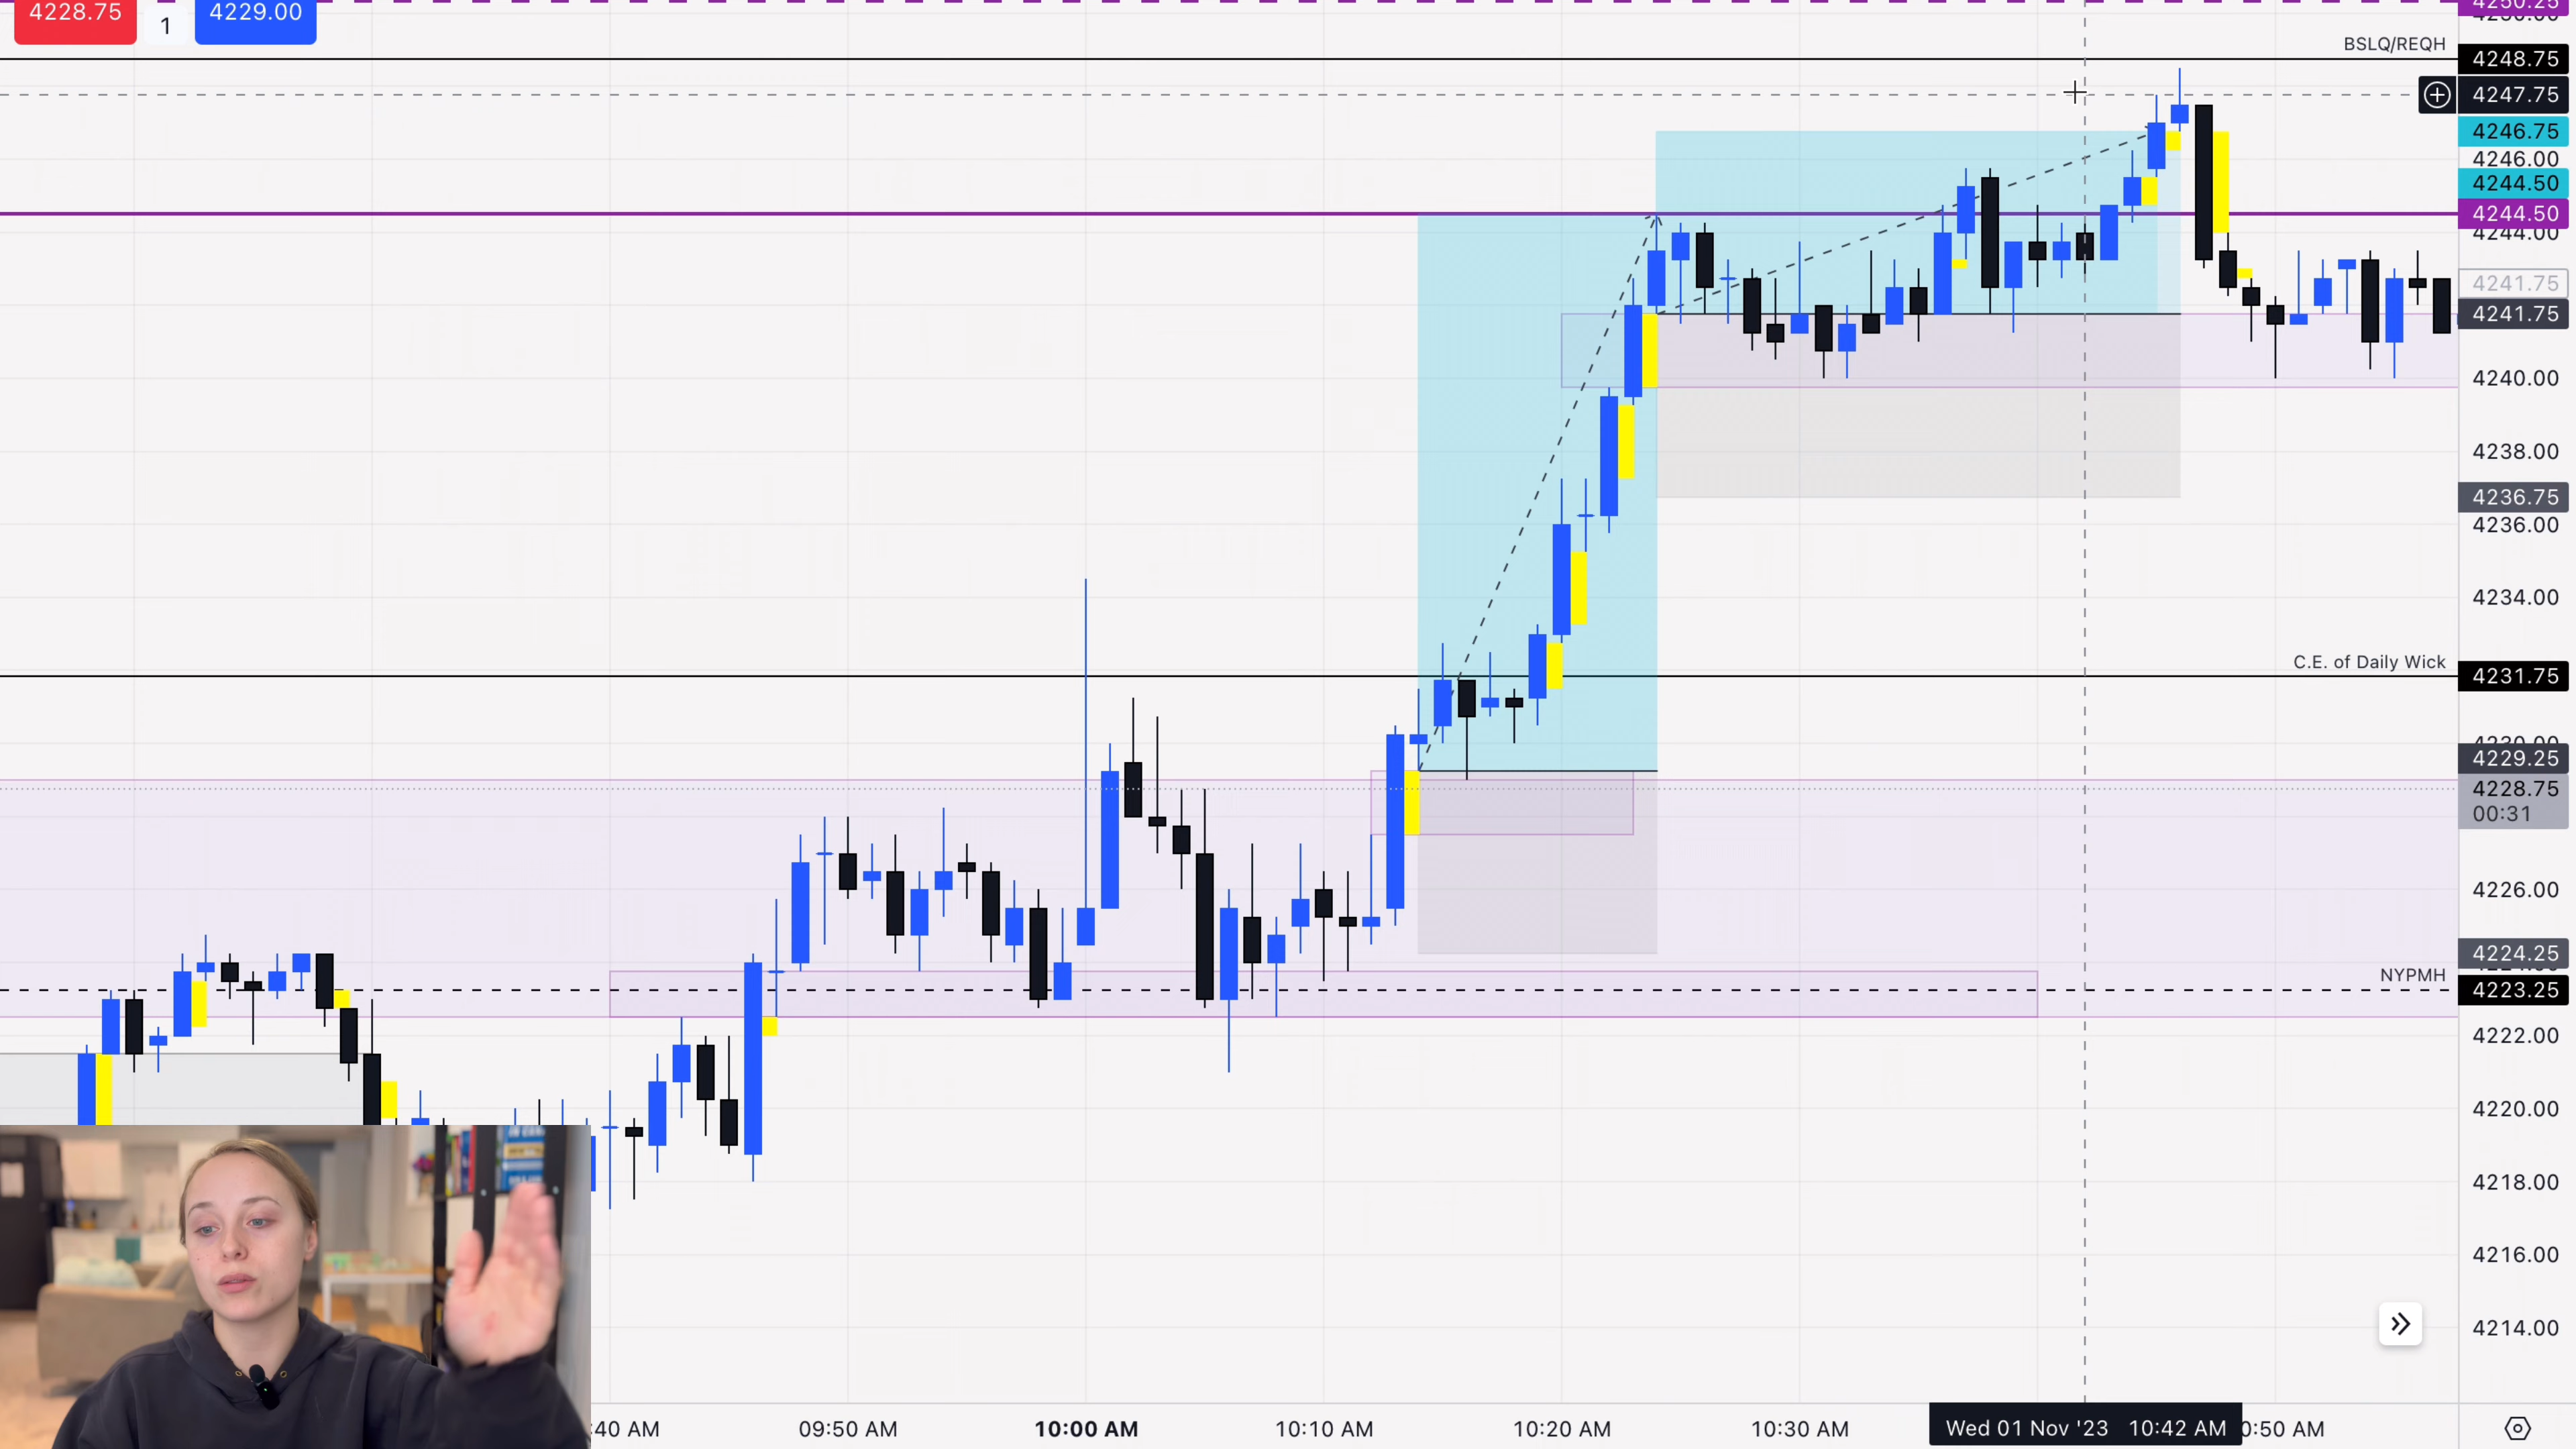 4228.75
1
4229.00
4250.25
BSLQ/REQH
4248.75
4247.75
4246.75
4246.00
4244.50
4244.50
4244.00
4241.75
4241.75
4240.00
4238.00
4236.75
4236.00
4234.00
C.E. of Daily Wick
4231.75
4229.25
4228.75
00:31
4226.00
4224.25
NYPMH
4223.25
4222.00
4220.00
4218.00
4216.00
4214.00
:40 AM
09:50 AM
10:00 AM
10:10 AM
10:20 AM
10:30 AM
Wed 01 Nov '23 10:42 AM
0:50 AM